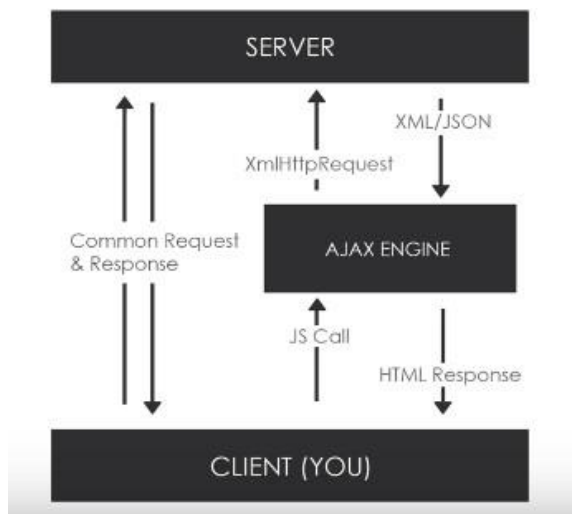 SERVER
XML/JSON
XmlHttpRequest
Common Request
& Response
AJAX ENGINE
JS Call
HTML Response
CLIENT (YOU)